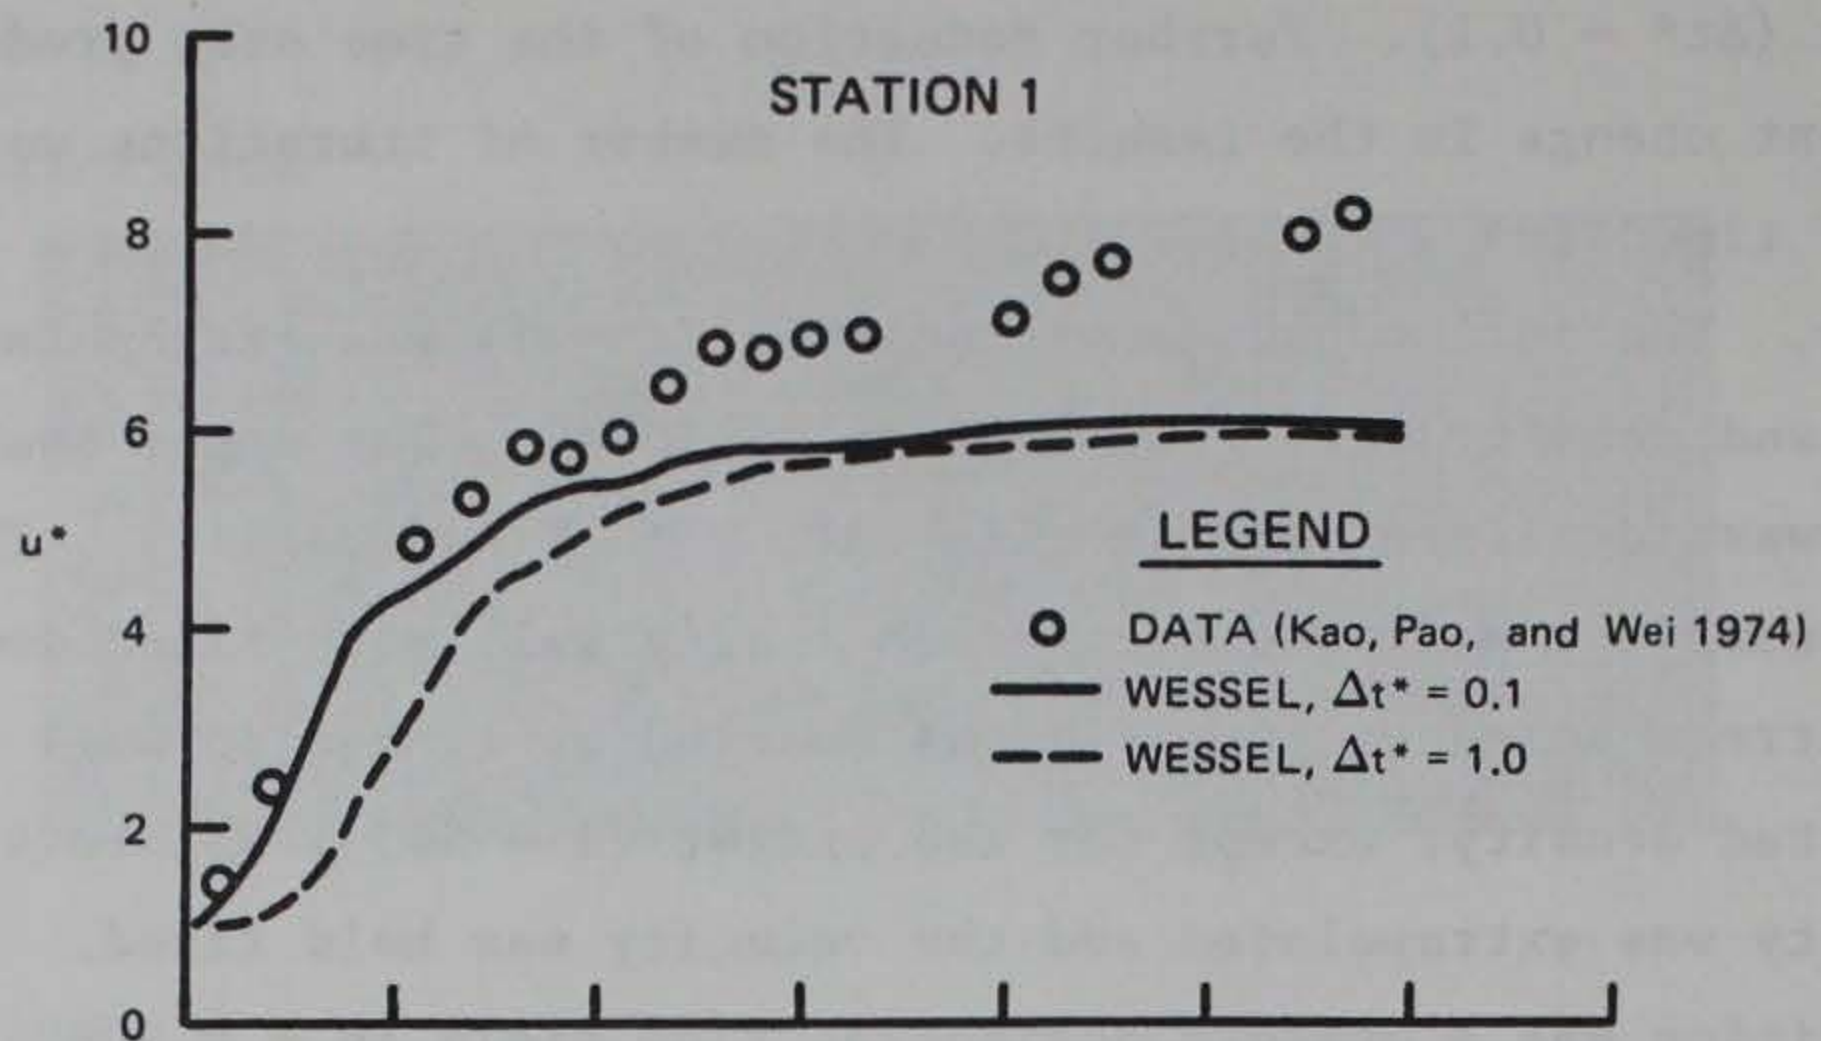 10
STATION 1
8
6
u*
4
2
0
LEGEND
DATA (Kao, Pao, and Wei 1974)
WESSEL, Δt* = 0.1
WESSEL, Δt* = 1.0